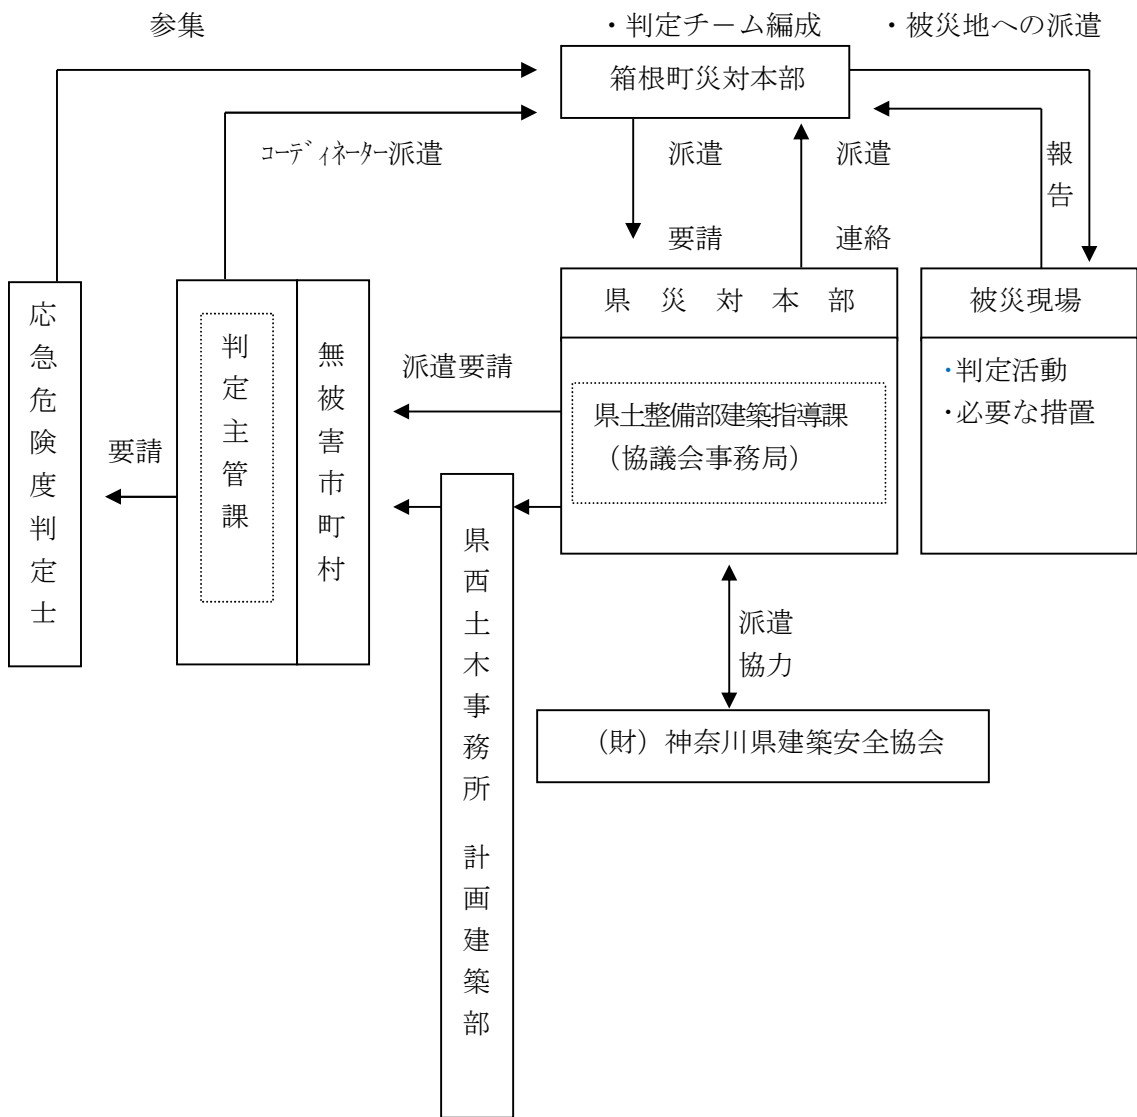 参集
・判定チーム編成
・被災地への派遣
箱根町災対本部
コーディネーター派遣
派遣
要請
派遣
連絡
報告
応急危険度判定士
要請
判定主管課
無被害市町村
派遣要請
県災対本部
県土整備部建築指導課
（協議会事務局）
被災現場
・判定活動
・必要な措置
県西土木事務所 計画建築部
派遣
協力
（財）神奈川県建築安全協会